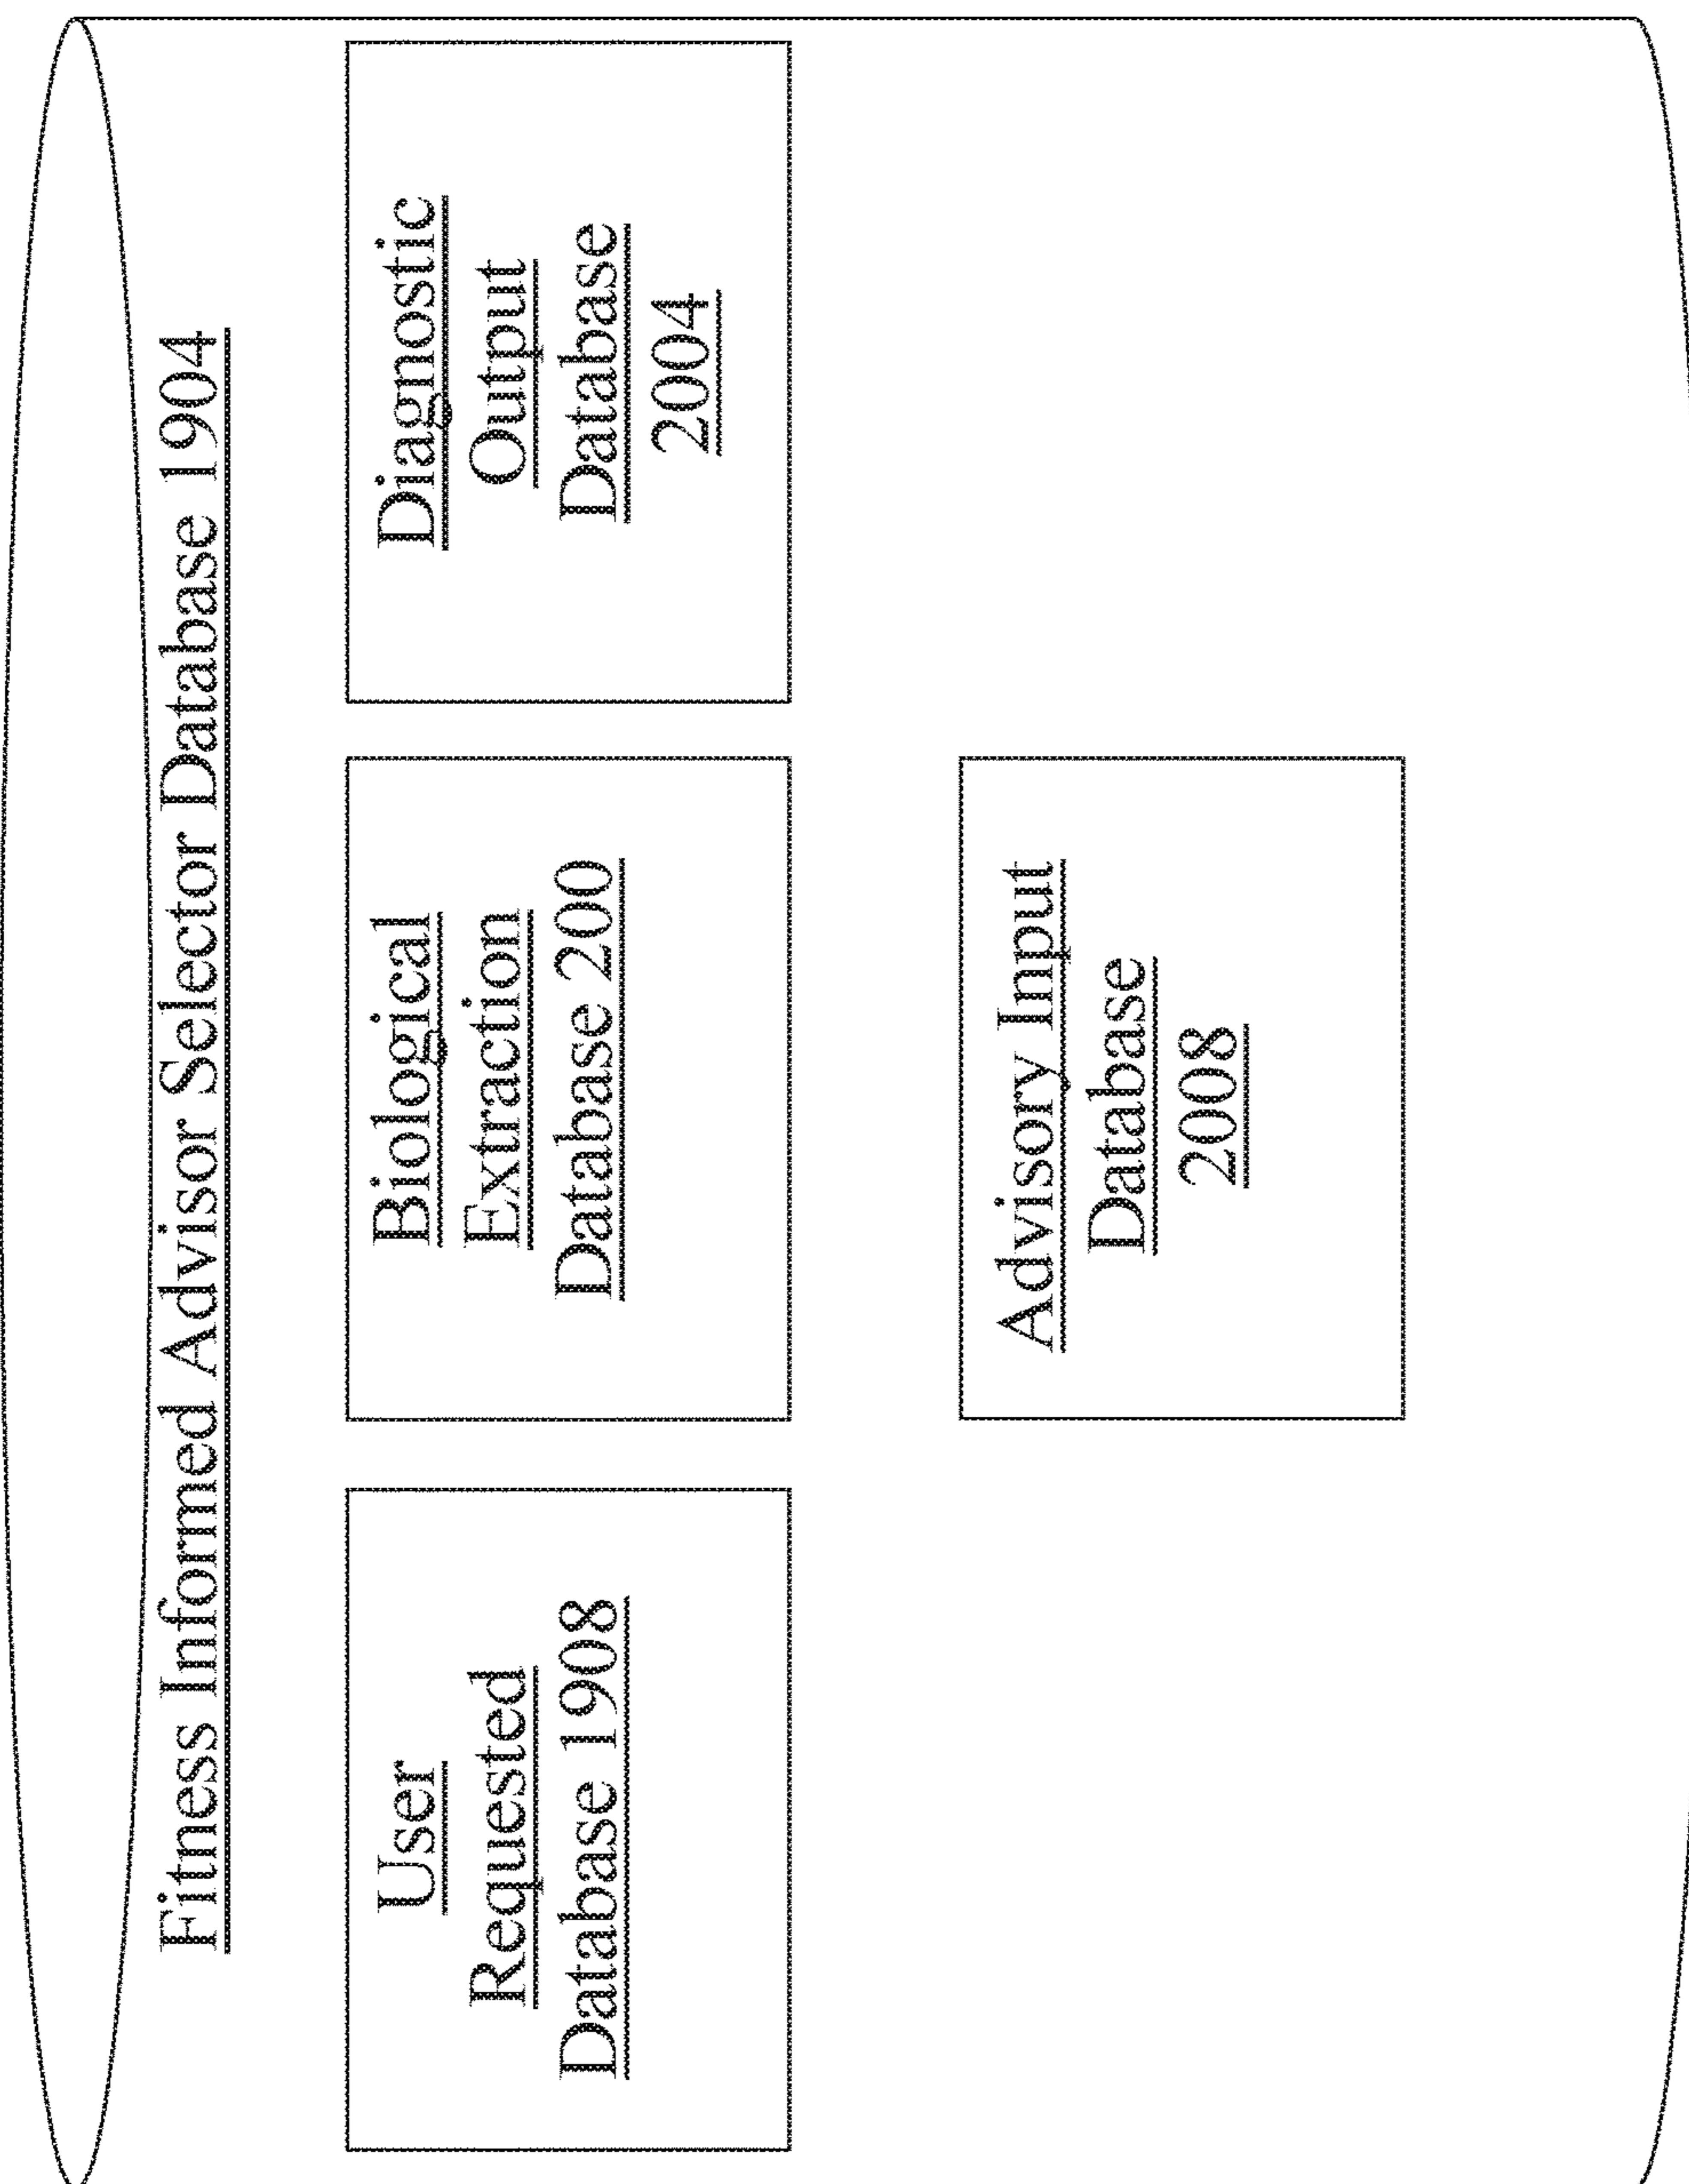 Fitness Informed Advisor Selector Database 1904
User
Requested
Database 1908
Biological
Extraction
Database 200
Diagnostic
Output
Database
2004
Advisory Input
Database
2008